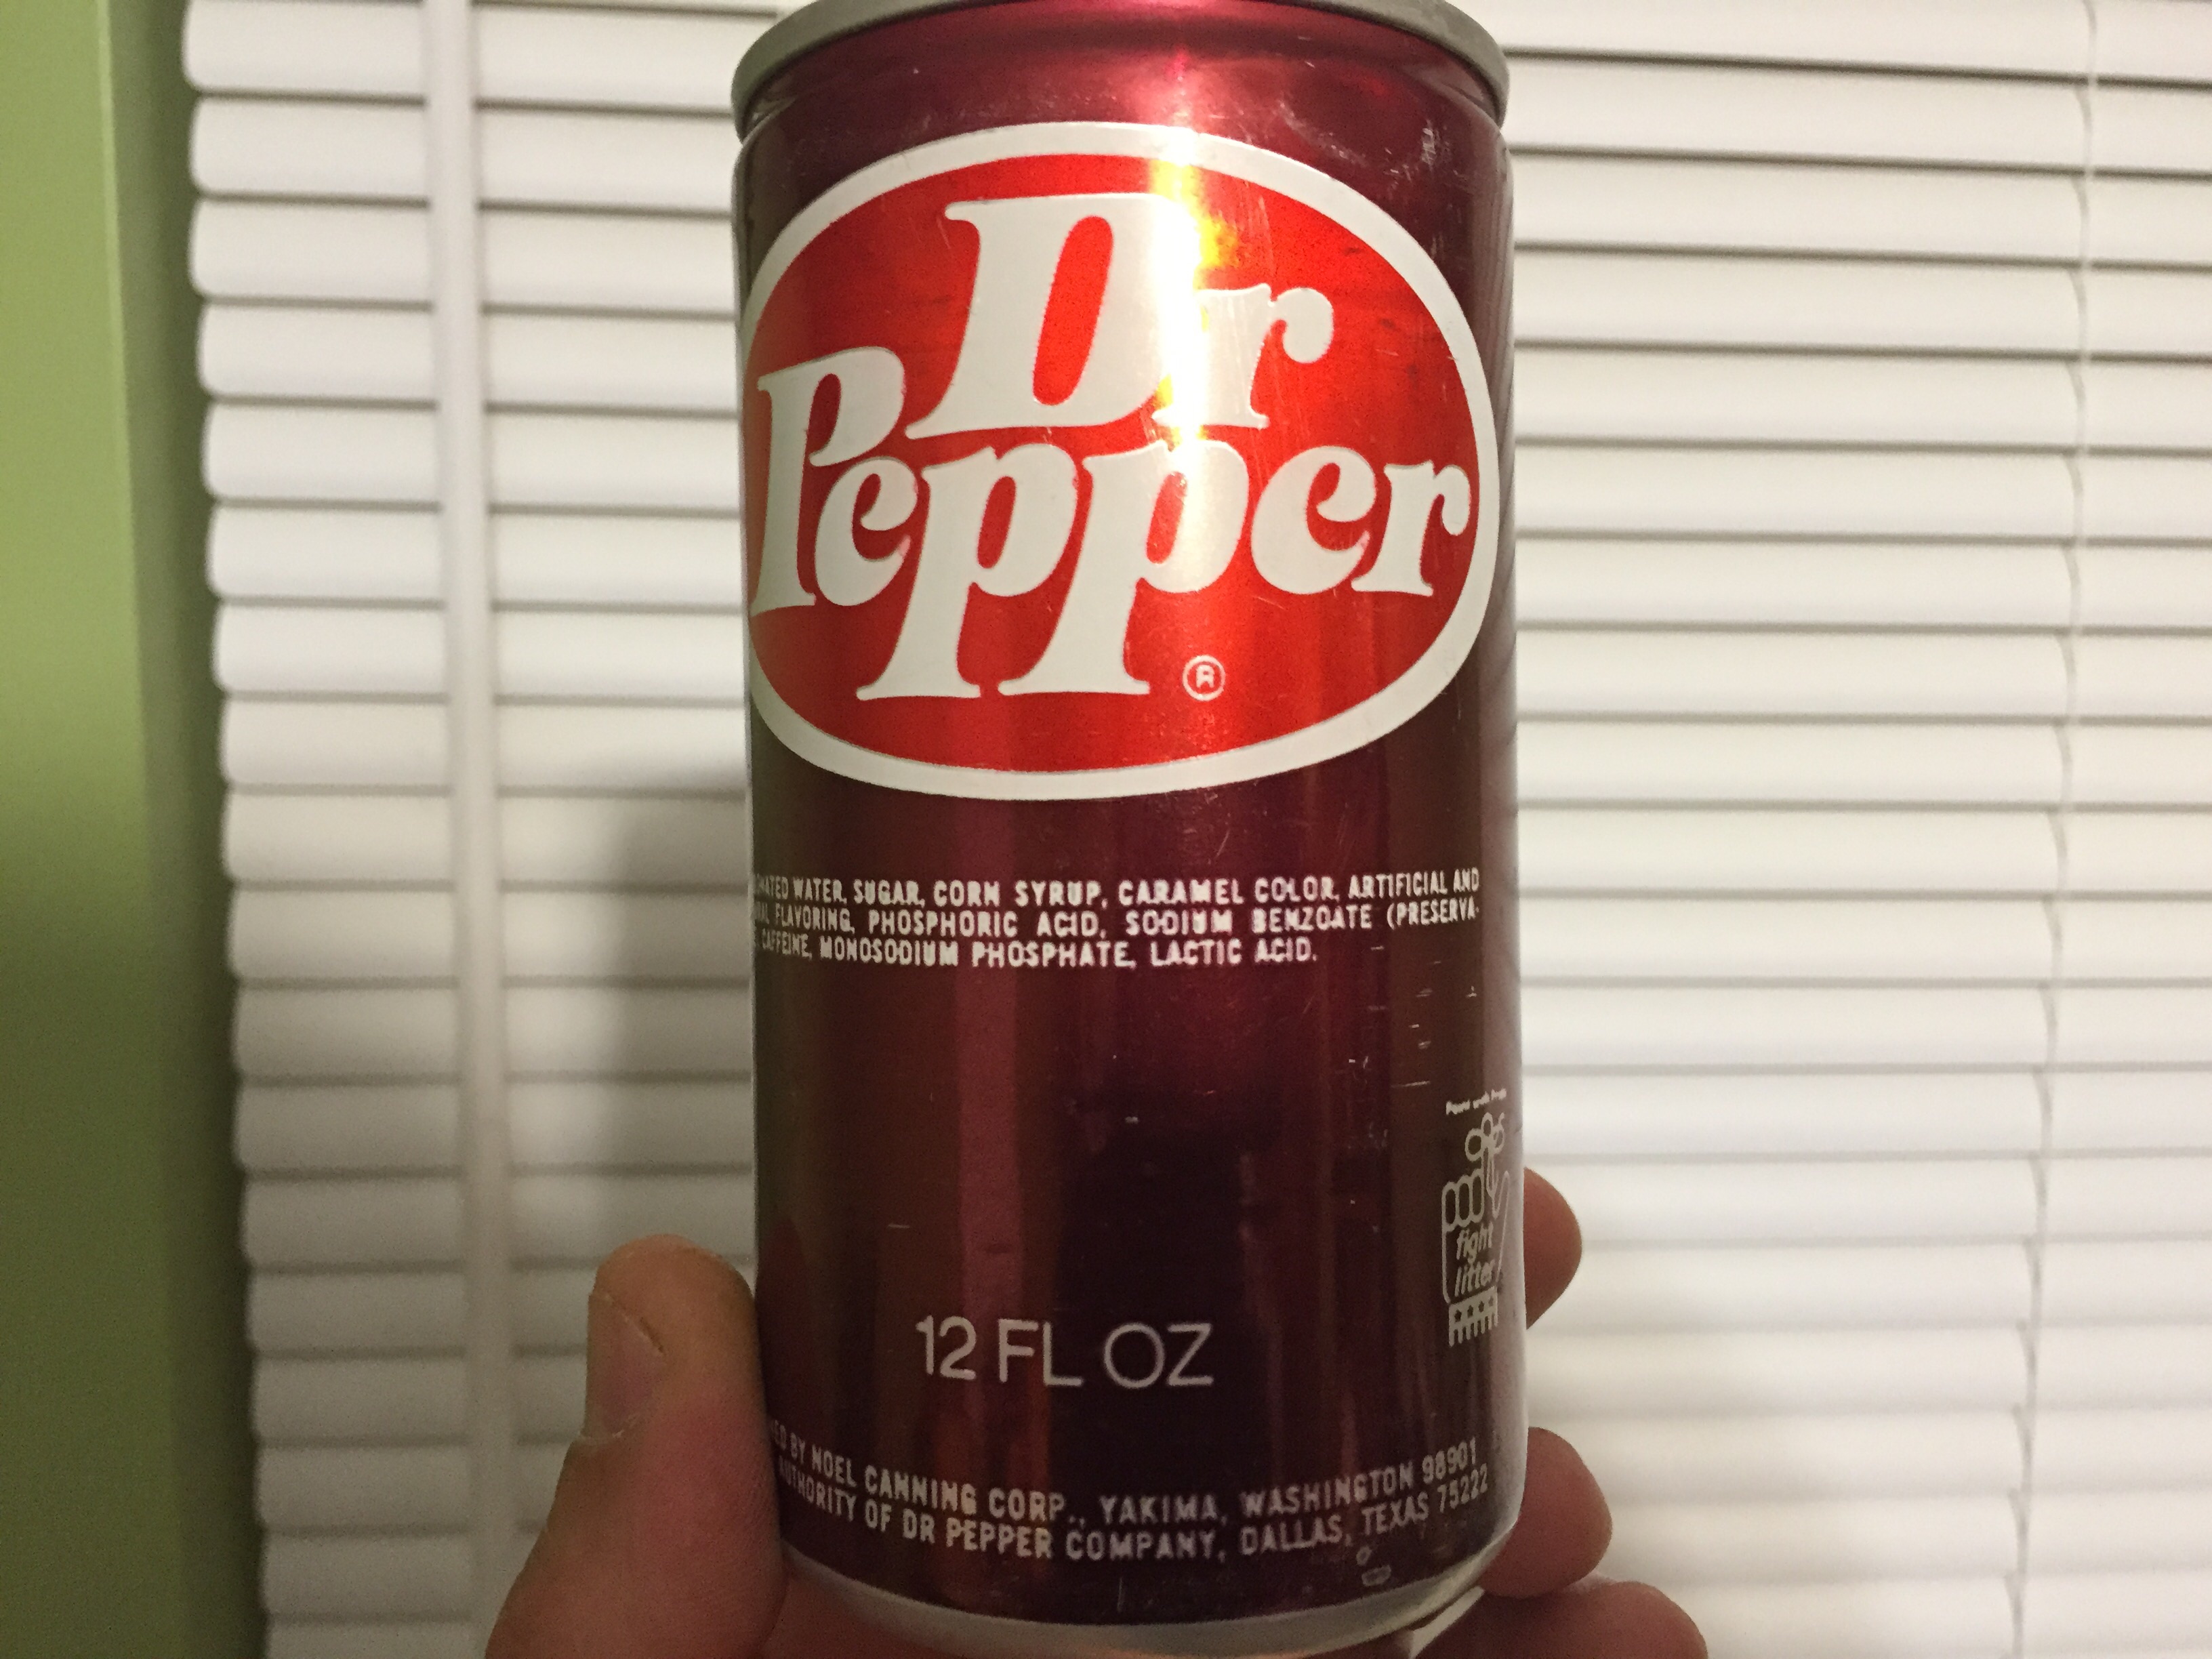 Dr
Pepper
®
WATER, SUGAR, CORN SYRUP, CARAMEL COLOR, ARTIFICIAL AND
FLAVORING, PHOSPHORIC ACID, SODIUM BENZOATE (PRESERVA-
CAFFEINE, MONOSODIUM PHOSPHATE, LACTIC ACID.
fight
litter
12 FL OZ
BY NOEL CANNING CORP., YAKIMA, WASHINGTON 98901
AUTHORITY OF DR PEPPER COMPANY, DALLAS, TEXAS 75222